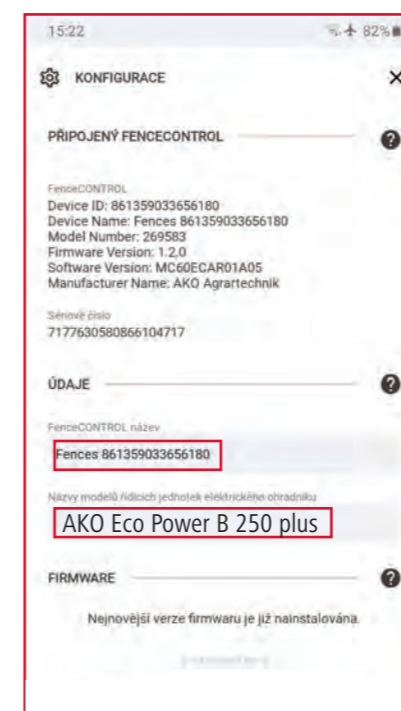 15:22
82%
KONFIGURACE
PŘIPOJENÝ FENCECONTROL
FenceCONTROL
Device ID: 861359033656180
Device Name: Fences 861359033656180
Model Number: 269583
Firmware Version: 1.2.0
Software Version: MC60ECAR01A05
Manufacturer Name: AKO Agrartechnik
Sériové číslo
7177630580866104717
ÚDAJE
FenceCONTROL název
Fences 861359033656180
Názvy modelů řídicích jednotek elektrického ohradníku
AKO Eco Power B 250 plus
FIRMWARE
Nejnovější verze firmwaru je již nainstalována.